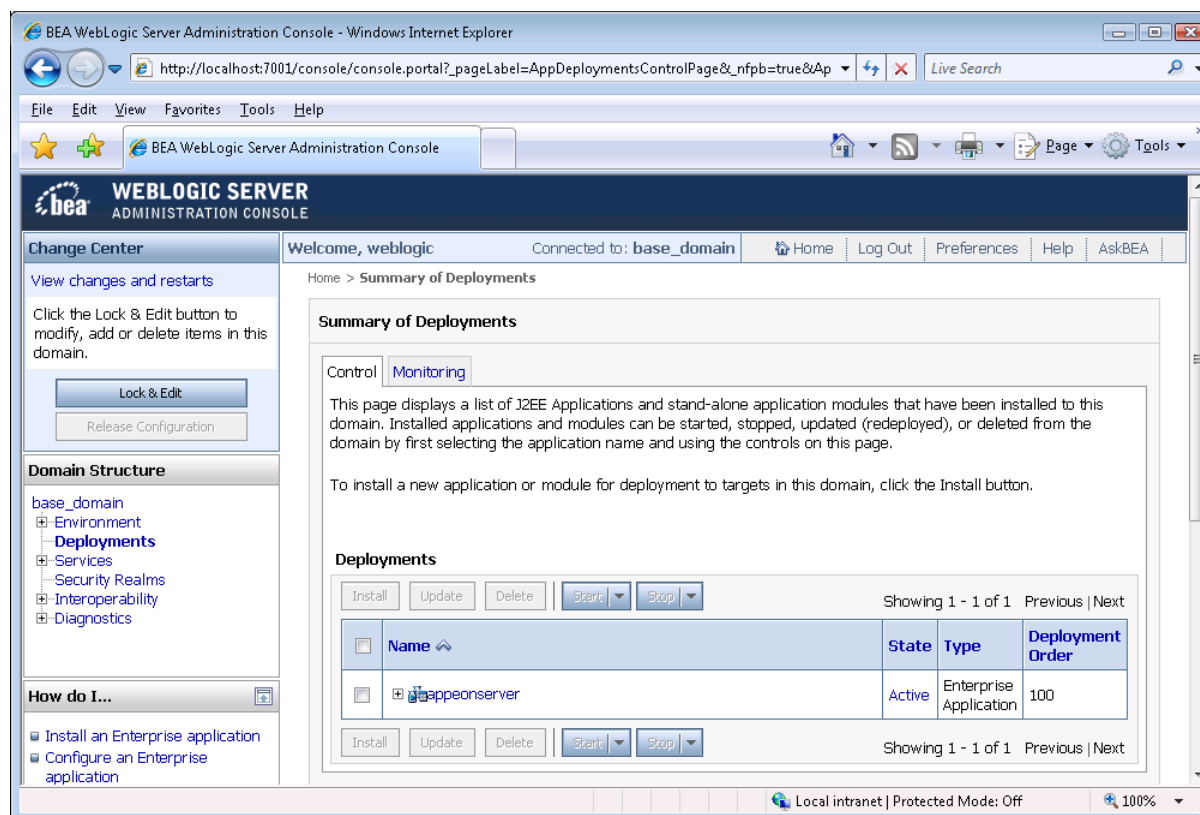 BEA WebLogic Server Administration Console - Windows Internet Explorer
http://localhost:7001/console/console.portal?_pageLabel=AppDeploymentsControlPage&_nfpb=true&Ap
Live Search
File Edit View Favorites Tools Help
BEA WebLogic Server Administration Console
Page Tools
bea
WEBLOGIC SERVER
ADMINISTRATION CONSOLE
Change Center
View changes and restarts
Click the Lock & Edit button to
modify, add or delete items in this
domain.
Lock & Edit
Release Configuration
Domain Structure
base_domain
Environment
Deployments
Services
Security Realms
Interoperability
Diagnostics
How do I...
Install an Enterprise application
Configure an Enterprise
application
Welcome, weblogic Connected to: base_domain Home Log Out Preferences Help AskBEA
Home > Summary of Deployments
Summary of Deployments
Control Monitoring
This page displays a list of J2EE Applications and stand-alone application modules that have been installed to this
domain. Installed applications and modules can be started, stopped, updated (redeployed), or deleted from the
domain by first selecting the application name and using the controls on this page.
To install a new application or module for deployment to targets in this domain, click the Install button.
Deployments
Install Update Delete Start Stop Showing 1 - 1 of 1 Previous | Next
Name State Type Deployment
Order
appeonserver Active Enterprise
Application 100
Install Update Delete Start Stop Showing 1 - 1 of 1 Previous | Next
Local intranet | Protected Mode: Off 100%